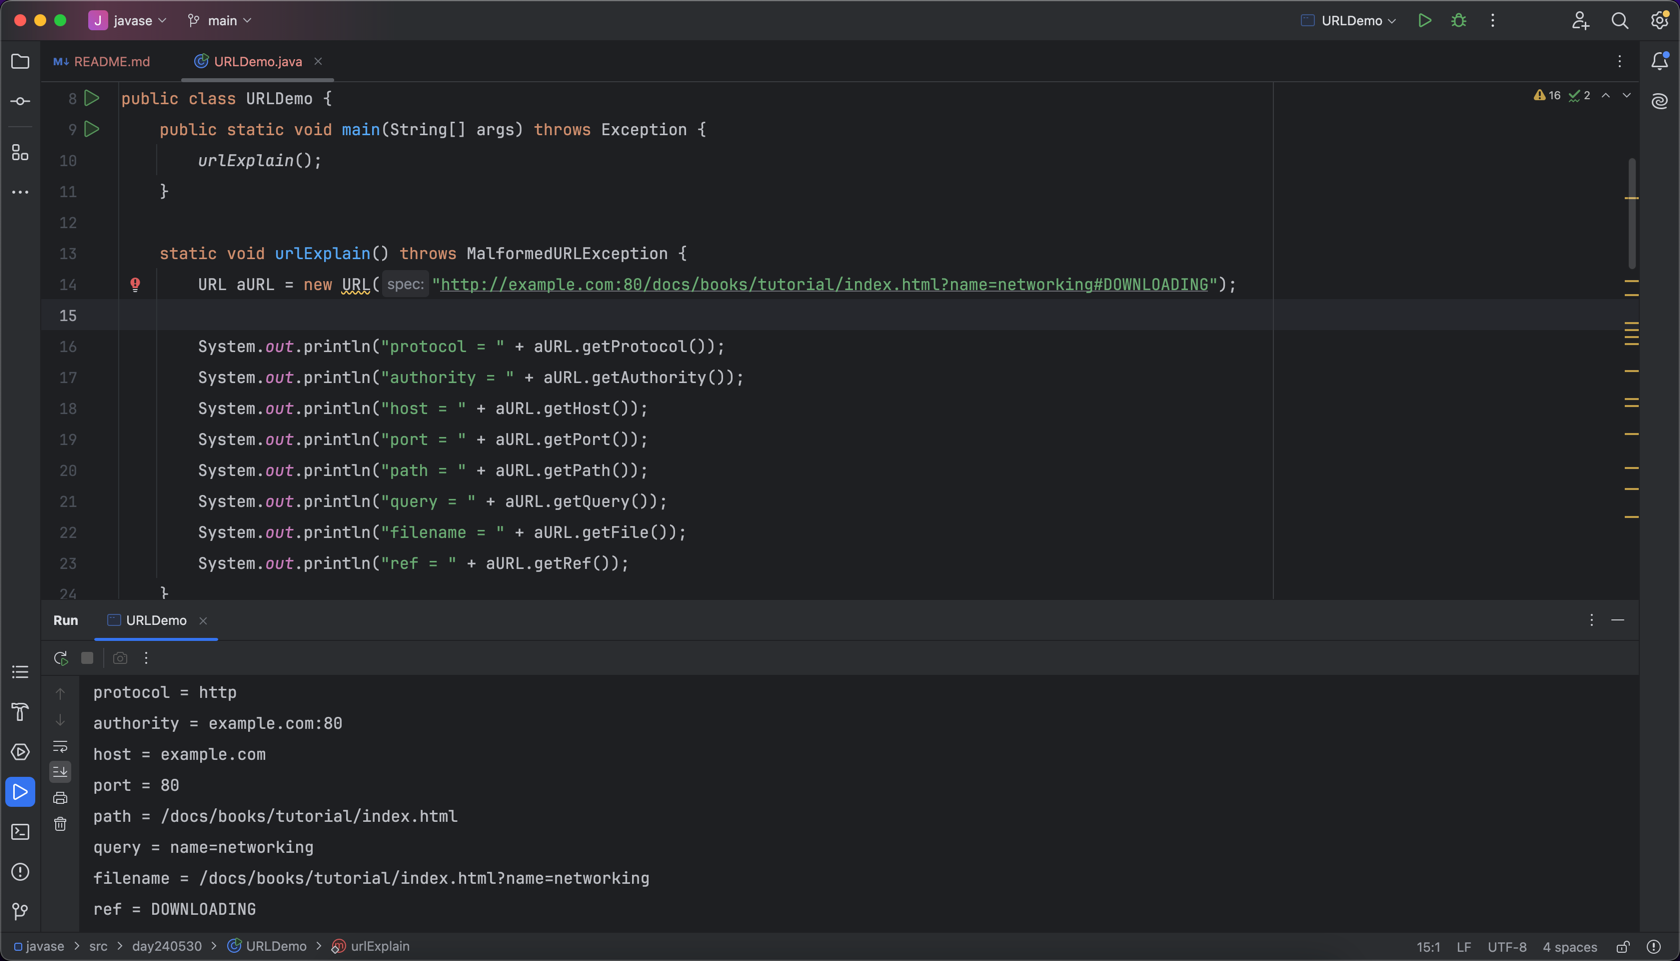 J javase main URLDemo
M↓ README.md URLDemo.java
8 public class URLDemo {
16 2
9 public static void main(String[] args) throws Exception {
10 urlExplain();
11 }
12
13 static void urlExplain() throws MalformedURLException {
14 URL aURL = new URL( spec: "http://example.com:80/docs/books/tutorial/index.html?name=networking#DOWNLOADING");
15
16 System.out.println("protocol = " + aURL.getProtocol());
17 System.out.println("authority = " + aURL.getAuthority());
18 System.out.println("host = " + aURL.getHost());
19 System.out.println("port = " + aURL.getPort());
20 System.out.println("path = " + aURL.getPath());
21 System.out.println("query = " + aURL.getQuery());
22 System.out.println("filename = " + aURL.getFile());
23 System.out.println("ref = " + aURL.getRef());
24 }
Run URLDemo
protocol = http
authority = example.com:80
host = example.com
port = 80
path = /docs/books/tutorial/index.html
query = name=networking
filename = /docs/books/tutorial/index.html?name=networking
ref = DOWNLOADING
javase > src > day240530 > URLDemo > urlExplain
15:1 LF UTF-8 4 spaces